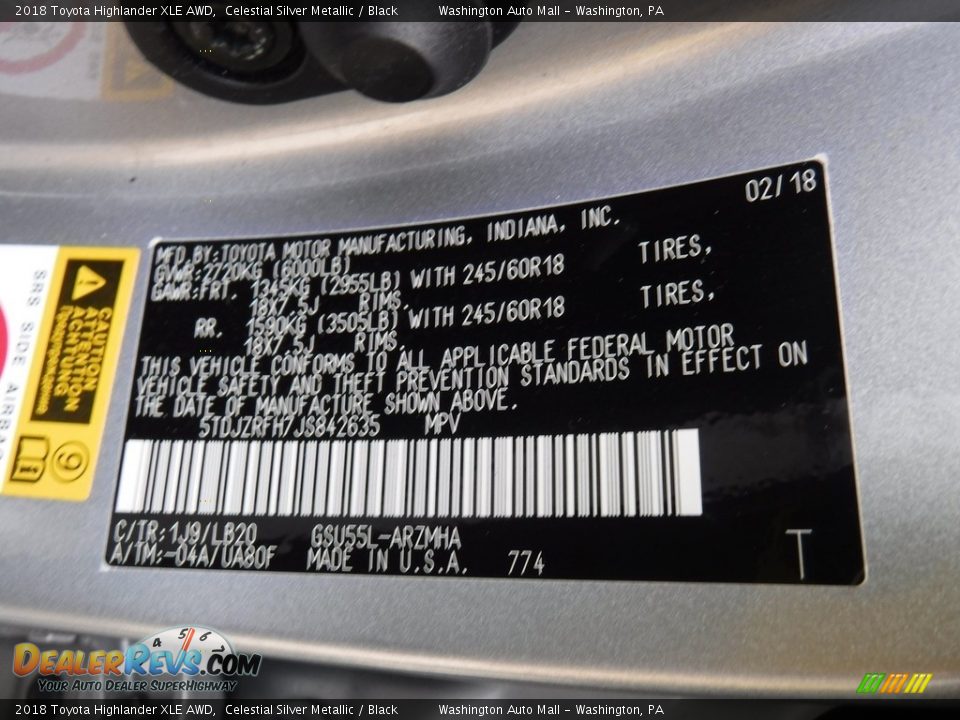 2018 Toyota Highlander XLE AWD, Celestial Silver Metallic / Black Washington Auto Mall - Washington, PA
02/18
MFD. BY: TOYOTA MOTOR MANUFACTURING, INDIANA, INC.
GVWR: 2720KG (6000LB)
GAWR: FRT. 1345KG (2955LB) WITH 245/60R18 TIRES,
18X7.5J RIMS.
RR. 1590KG (3505LB) WITH 245/60R18 TIRES,
18X7.5J RIMS.
THIS VEHICLE CONFORMS TO ALL APPLICABLE FEDERAL MOTOR
VEHICLE SAFETY AND THEFT PREVENTION STANDARDS IN EFFECT ON
THE DATE OF MANUFACTURE SHOWN ABOVE.
5TDJZRFH7JS842635 MPV
C/TR: 1J9/LB20 GSU55L-ARZMHA
A/TM: -04A/UA80F MADE IN U.S.A. 774
T
SRS SIDE AIRBAG
CAUTION
ATTENTION
ACHTUNG
4 5 6 7
DEALERREVS.COM
YOUR AUTO DEALER SUPERHIGHWAY
2018 Toyota Highlander XLE AWD, Celestial Silver Metallic / Black Washington Auto Mall - Washington, PA